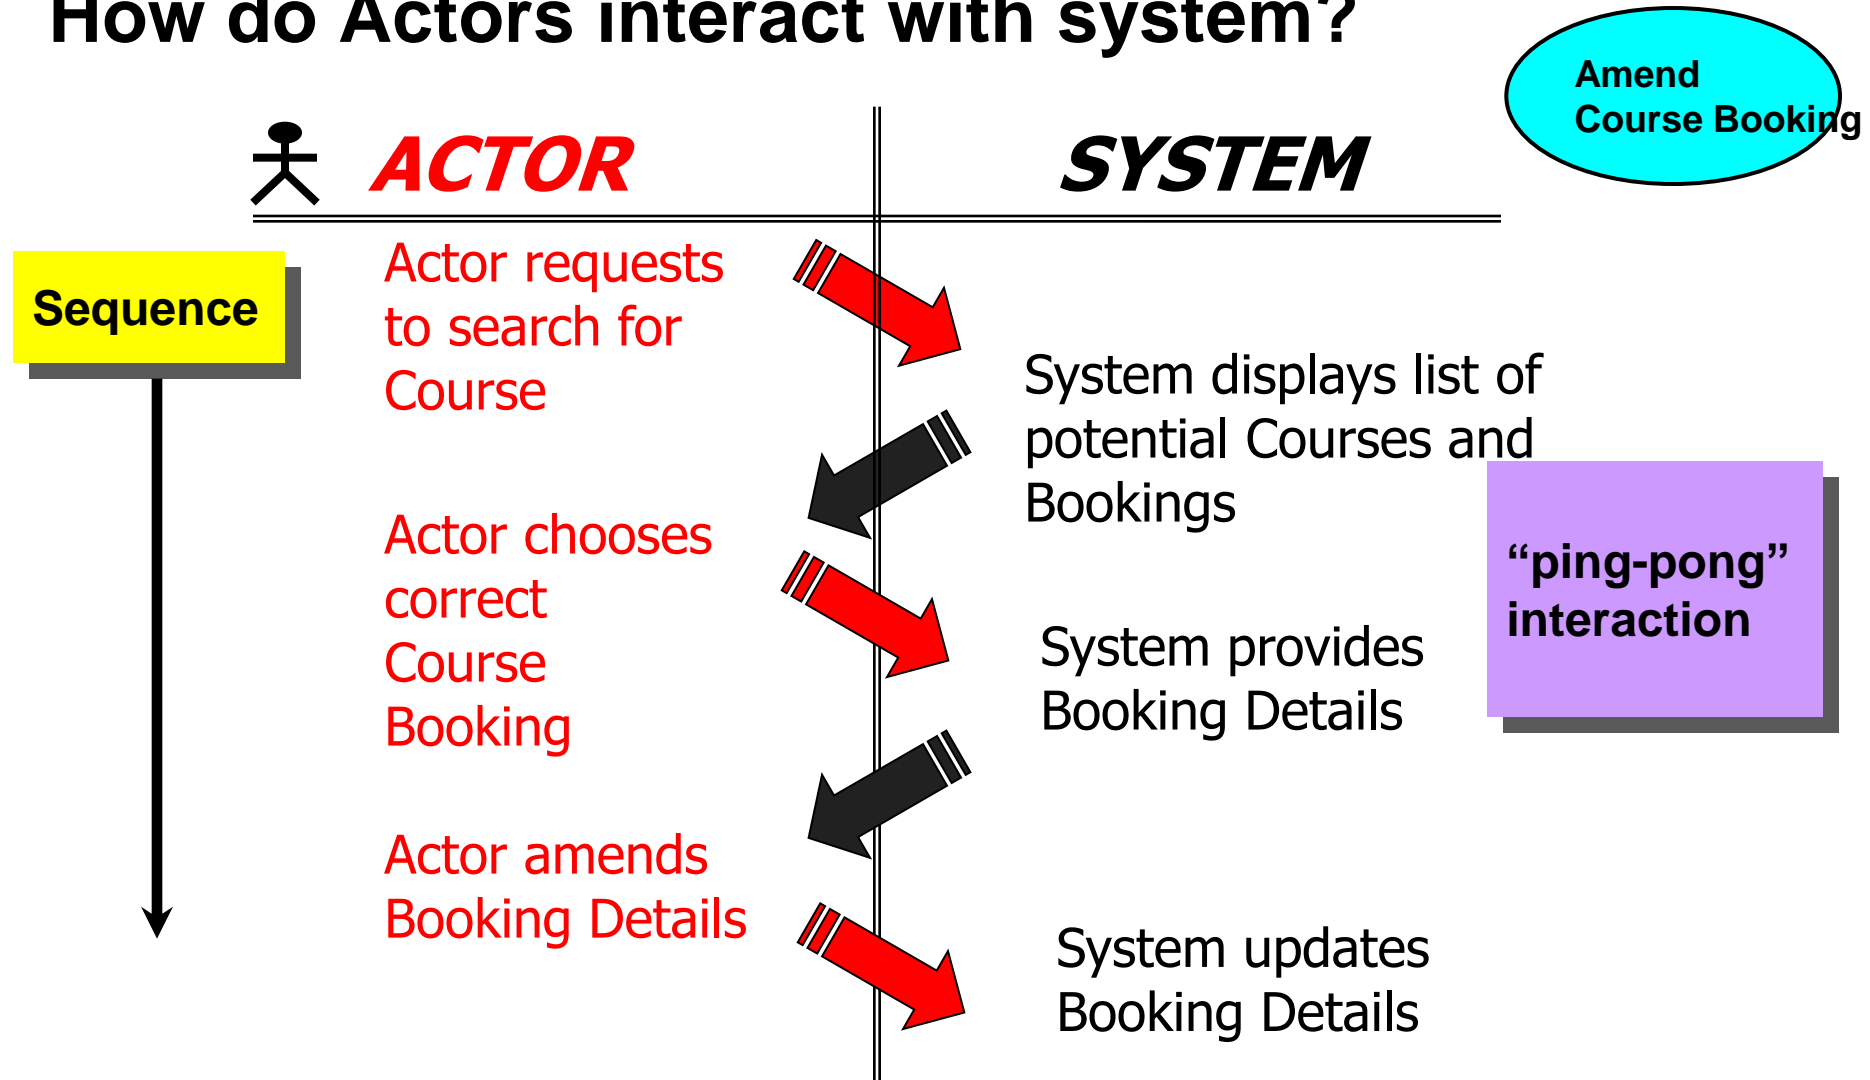 How do Actors interact with system?
Amend
Course Booking
ACTOR
SYSTEM
Sequence
Actor requests
to search for
Course
System displays list of
potential Courses and
Bookings
Actor chooses
correct
Course
Booking
“ping-pong”
interaction
System provides
Booking Details
Actor amends
Booking Details
System updates
Booking Details